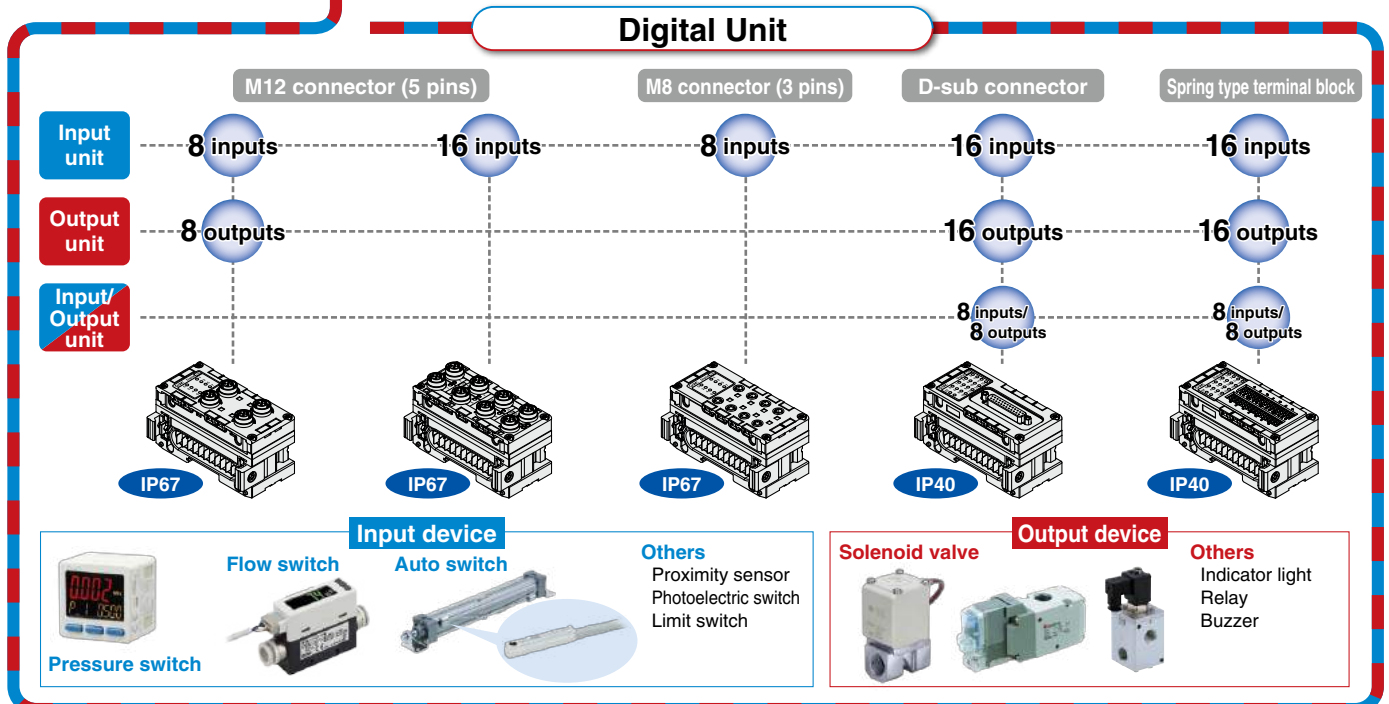 Digital Unit
M12 connector (5 pins)
M8 connector (3 pins)
D-sub connector
Spring type terminal block
Input
unit
8 inputs
16 inputs
8 inputs
16 inputs
16 inputs
Output
unit
8 outputs
16 outputs
16 outputs
Input/
Output
unit
8 inputs/
8 outputs
8 inputs/
8 outputs
IP67
IP67
IP67
IP40
IP40
Input device
Pressure switch
Flow switch
Auto switch
Others
Proximity sensor
Photoelectric switch
Limit switch
Output device
Solenoid valve
Others
Indicator light
Relay
Buzzer